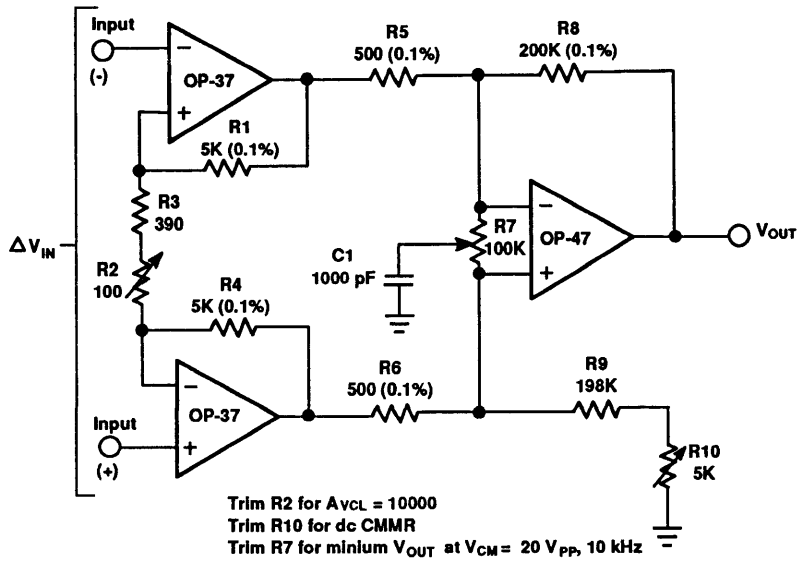 Input
(-)
−
OP-37
+
R1
5K (0.1%)
R5
500 (0.1%)
R8
200K (0.1%)
R3
390
ΔVIN
R2
100
R4
5K (0.1%)
C1
1000 pF
R7
100K
−
OP-47
+
VOUT
Input
(+)
−
OP-37
+
R6
500 (0.1%)
R9
198K
R10
5K
Trim R2 for AVCL = 10000
Trim R10 for dc CMMR
Trim R7 for minium VOUT at VCM = 20 VPP, 10 kHz